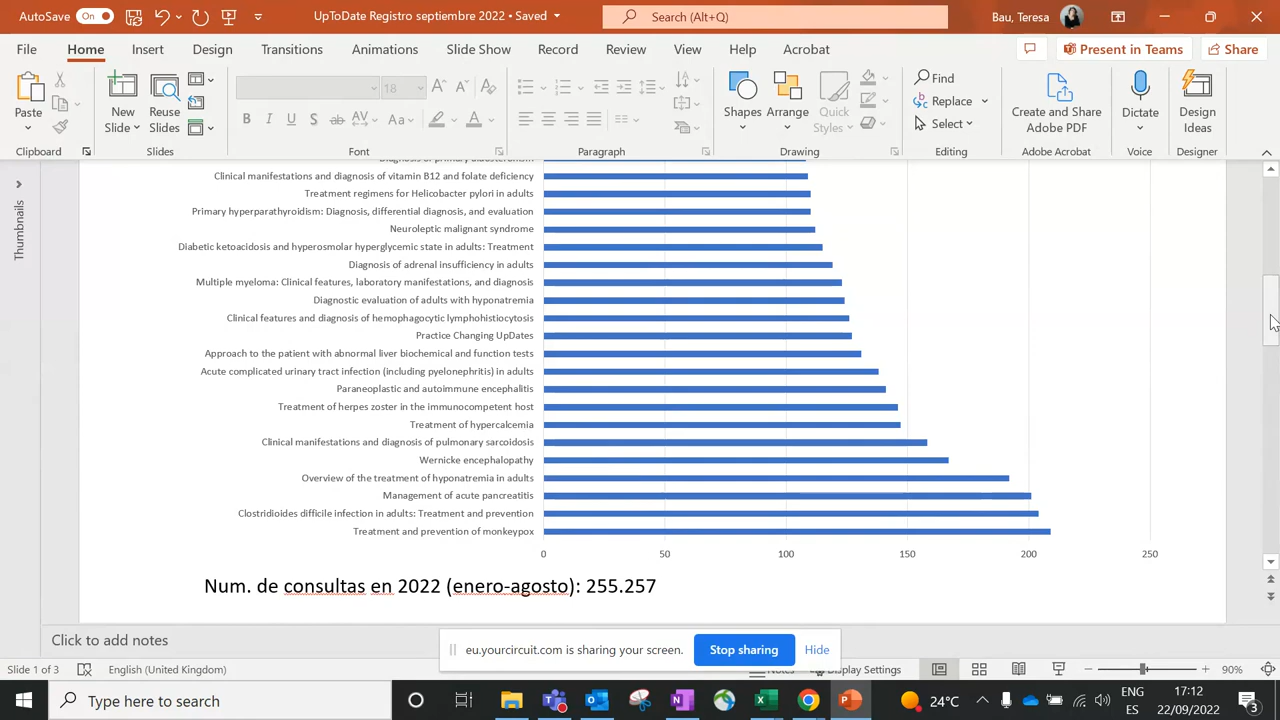 AutoSave On
UpToDate Registro septiembre 2022 • Saved
Search (Alt+Q)
Bau, Teresa
File Home Insert Design Transitions Animations Slide Show Record Review View Help Acrobat
Present in Teams
Share
Paste
New Slide
Reuse Slides
8
Shapes
Arrange
Quick Styles
Find
Replace
Select
Create and Share Adobe PDF
Dictate
Design Ideas
Clipboard Slides Font Paragraph Drawing Editing Adobe Acrobat Voice Designer
Thumbnails
Diagnosis of primary aldosteronism
Clinical manifestations and diagnosis of vitamin B12 and folate deficiency
Treatment regimens for Helicobacter pylori in adults
Primary hyperparathyroidism: Diagnosis, differential diagnosis, and evaluation
Neuroleptic malignant syndrome
Diabetic ketoacidosis and hyperosmolar hyperglycemic state in adults: Treatment
Diagnosis of adrenal insufficiency in adults
Multiple myeloma: Clinical features, laboratory manifestations, and diagnosis
Diagnostic evaluation of adults with hyponatremia
Clinical features and diagnosis of hemophagocytic lymphohistiocytosis
Practice Changing UpDates
Approach to the patient with abnormal liver biochemical and function tests
Acute complicated urinary tract infection (including pyelonephritis) in adults
Paraneoplastic and autoimmune encephalitis
Treatment of herpes zoster in the immunocompetent host
Treatment of hypercalcemia
Clinical manifestations and diagnosis of pulmonary sarcoidosis
Wernicke encephalopathy
Overview of the treatment of hyponatremia in adults
Management of acute pancreatitis
Clostridioides difficile infection in adults: Treatment and prevention
Treatment and prevention of monkeypox
0 50 100 150 200 250
Num. de consultas en 2022 (enero-agosto): 255.257
Click to add notes
eu.yourcircuit.com is sharing your screen.
Stop sharing
Hide
Slide 1 of 3
English (United Kingdom)
Notes
Display Settings
90%
Type here to search
24°C
ENG
ES
17:12
22/09/2022
3